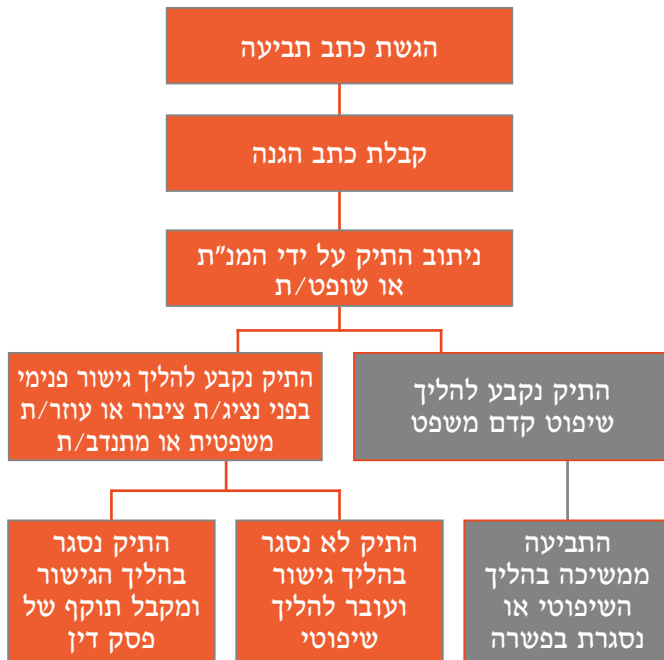 הגשת כתב תביעה
קבלת כתב הגנה
ניתוב התיק על ידי המנ"ת
או שופט/ת
התיק נקבע להליך
שיפוט קדם משפט
התיק נקבע להליך גישור פנימי
בפני נציג/ת ציבור או עוזר/ת
משפטית או מתנדב/ת
התביעה
ממשיכה בהליך
השיפוטי או
נסגרת בפשרה
התיק לא נסגר
בהליך גישור
ועובר להליך
שיפוטי
התיק נסגר
בהליך הגישור
ומקבל תוקף של
פסק דין